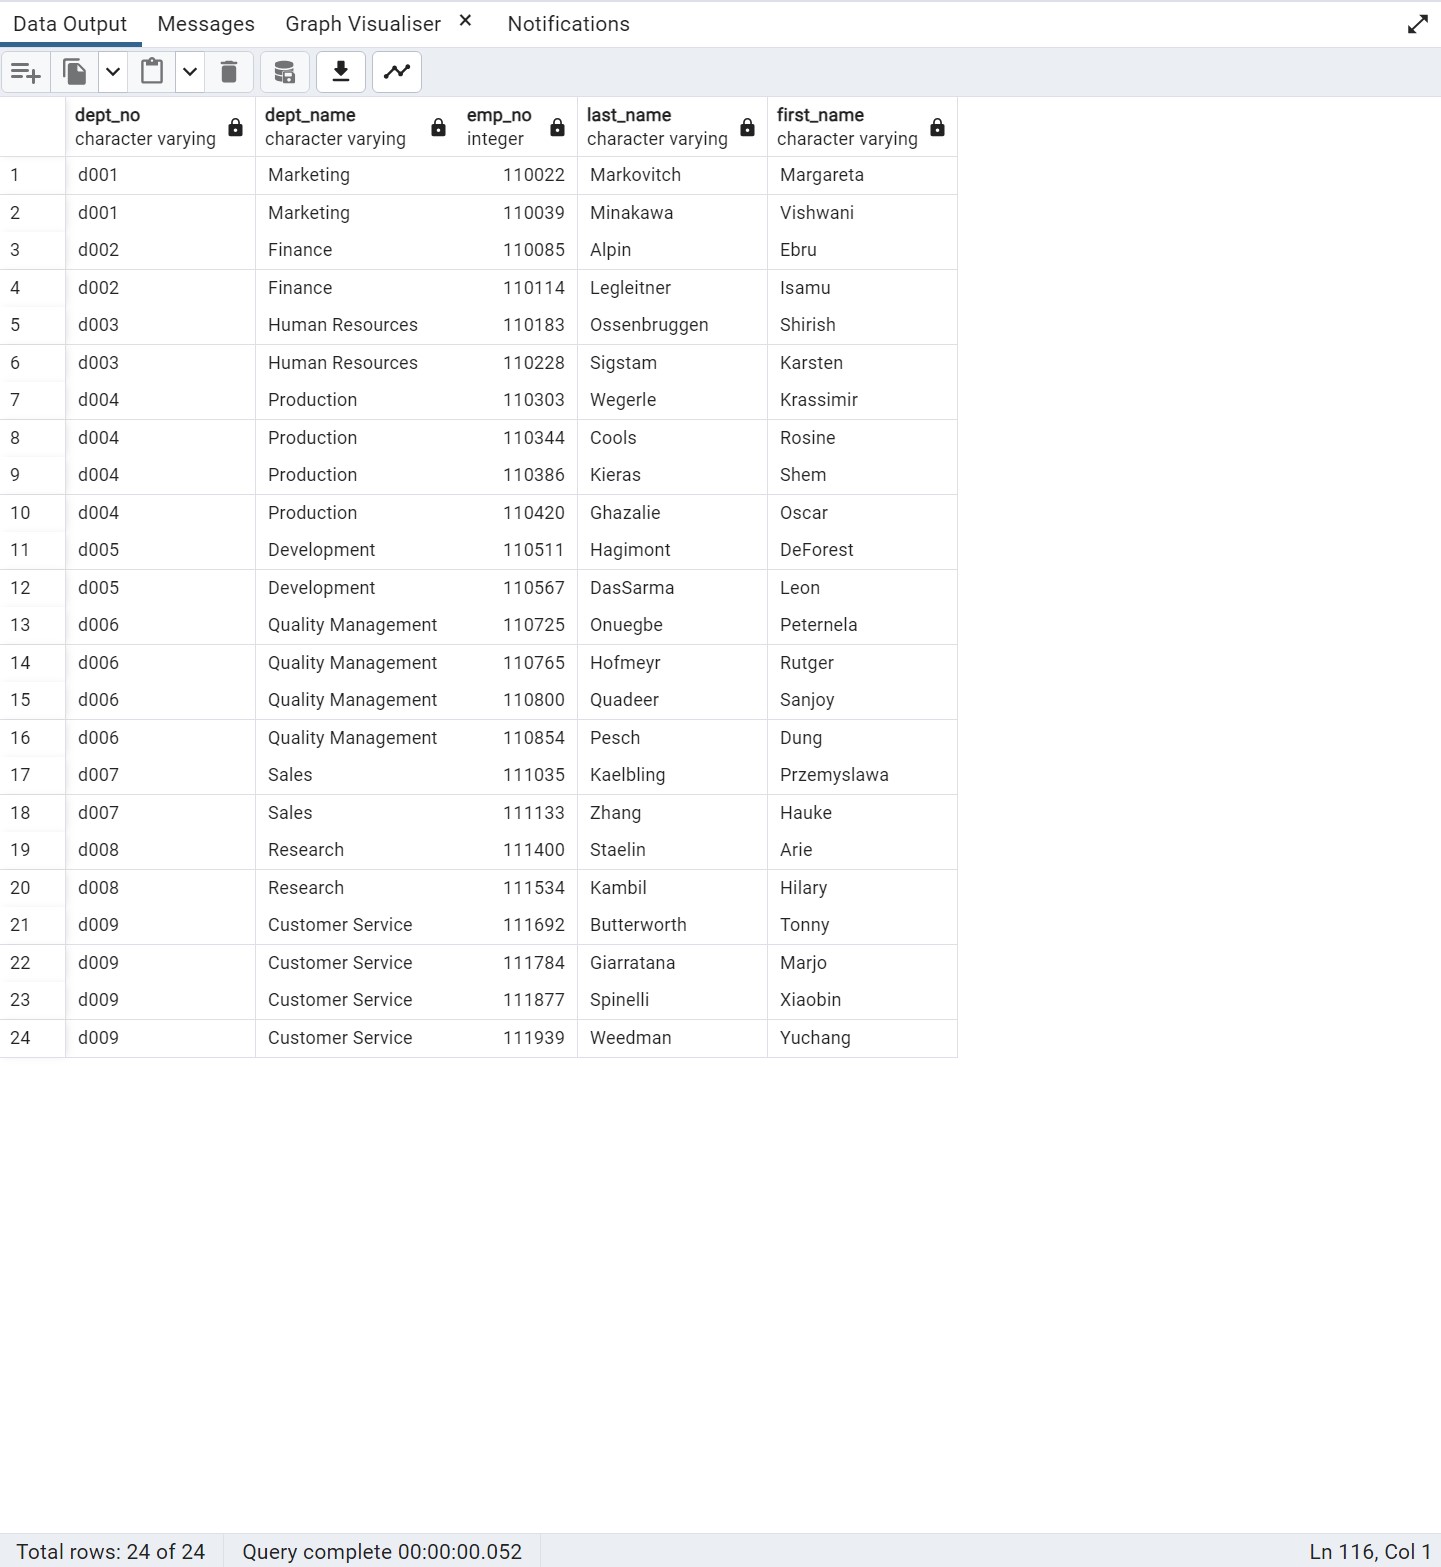 Data Output Messages Graph Visualiser × Notifications
dept_no dept_name emp_no last_name first_name
character varying character varying integer character varying character varying
1 d001 Marketing 110022 Markovitch Margareta
2 d001 Marketing 110039 Minakawa Vishwani
3 d002 Finance 110085 Alpin Ebru
4 d002 Finance 110114 Legleitner Isamu
5 d003 Human Resources 110183 Ossenbruggen Shirish
6 d003 Human Resources 110228 Sigstam Karsten
7 d004 Production 110303 Wegerle Krassimir
8 d004 Production 110344 Cools Rosine
9 d004 Production 110386 Kieras Shem
10 d004 Production 110420 Ghazalie Oscar
11 d005 Development 110511 Hagimont DeForest
12 d005 Development 110567 DasSarma Leon
13 d006 Quality Management 110725 Onuegbe Peternela
14 d006 Quality Management 110765 Hofmeyr Rutger
15 d006 Quality Management 110800 Quadeer Sanjoy
16 d006 Quality Management 110854 Pesch Dung
17 d007 Sales 111035 Kaelbling Przemyslawa
18 d007 Sales 111133 Zhang Hauke
19 d008 Research 111400 Staelin Arie
20 d008 Research 111534 Kambil Hilary
21 d009 Customer Service 111692 Butterworth Tonny
22 d009 Customer Service 111784 Giarratana Marjo
23 d009 Customer Service 111877 Spinelli Xiaobin
24 d009 Customer Service 111939 Weedman Yuchang
Total rows: 24 of 24 Query complete 00:00:00.052 Ln 116, Col 1